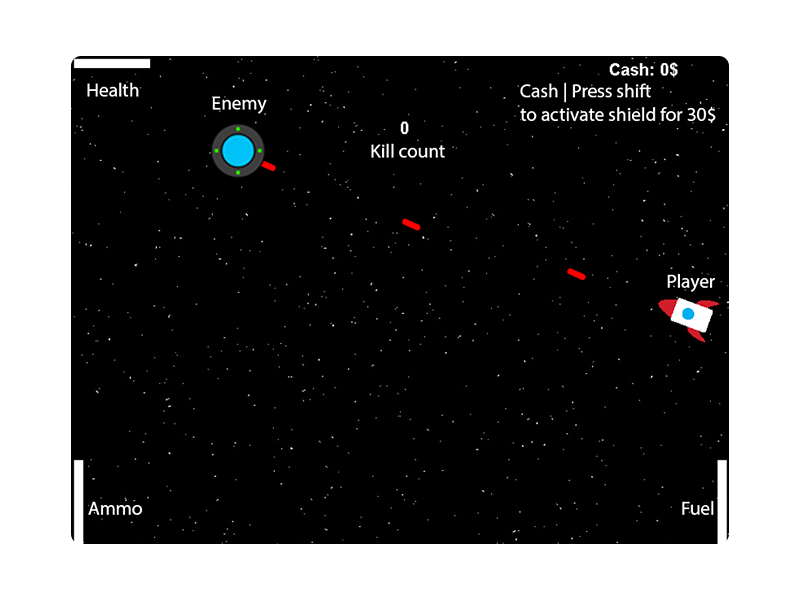 Cash: 0$
Health
Cash | Press shift
to activate shield for 30$
Enemy
0
Kill count
Player
Ammo
Fuel